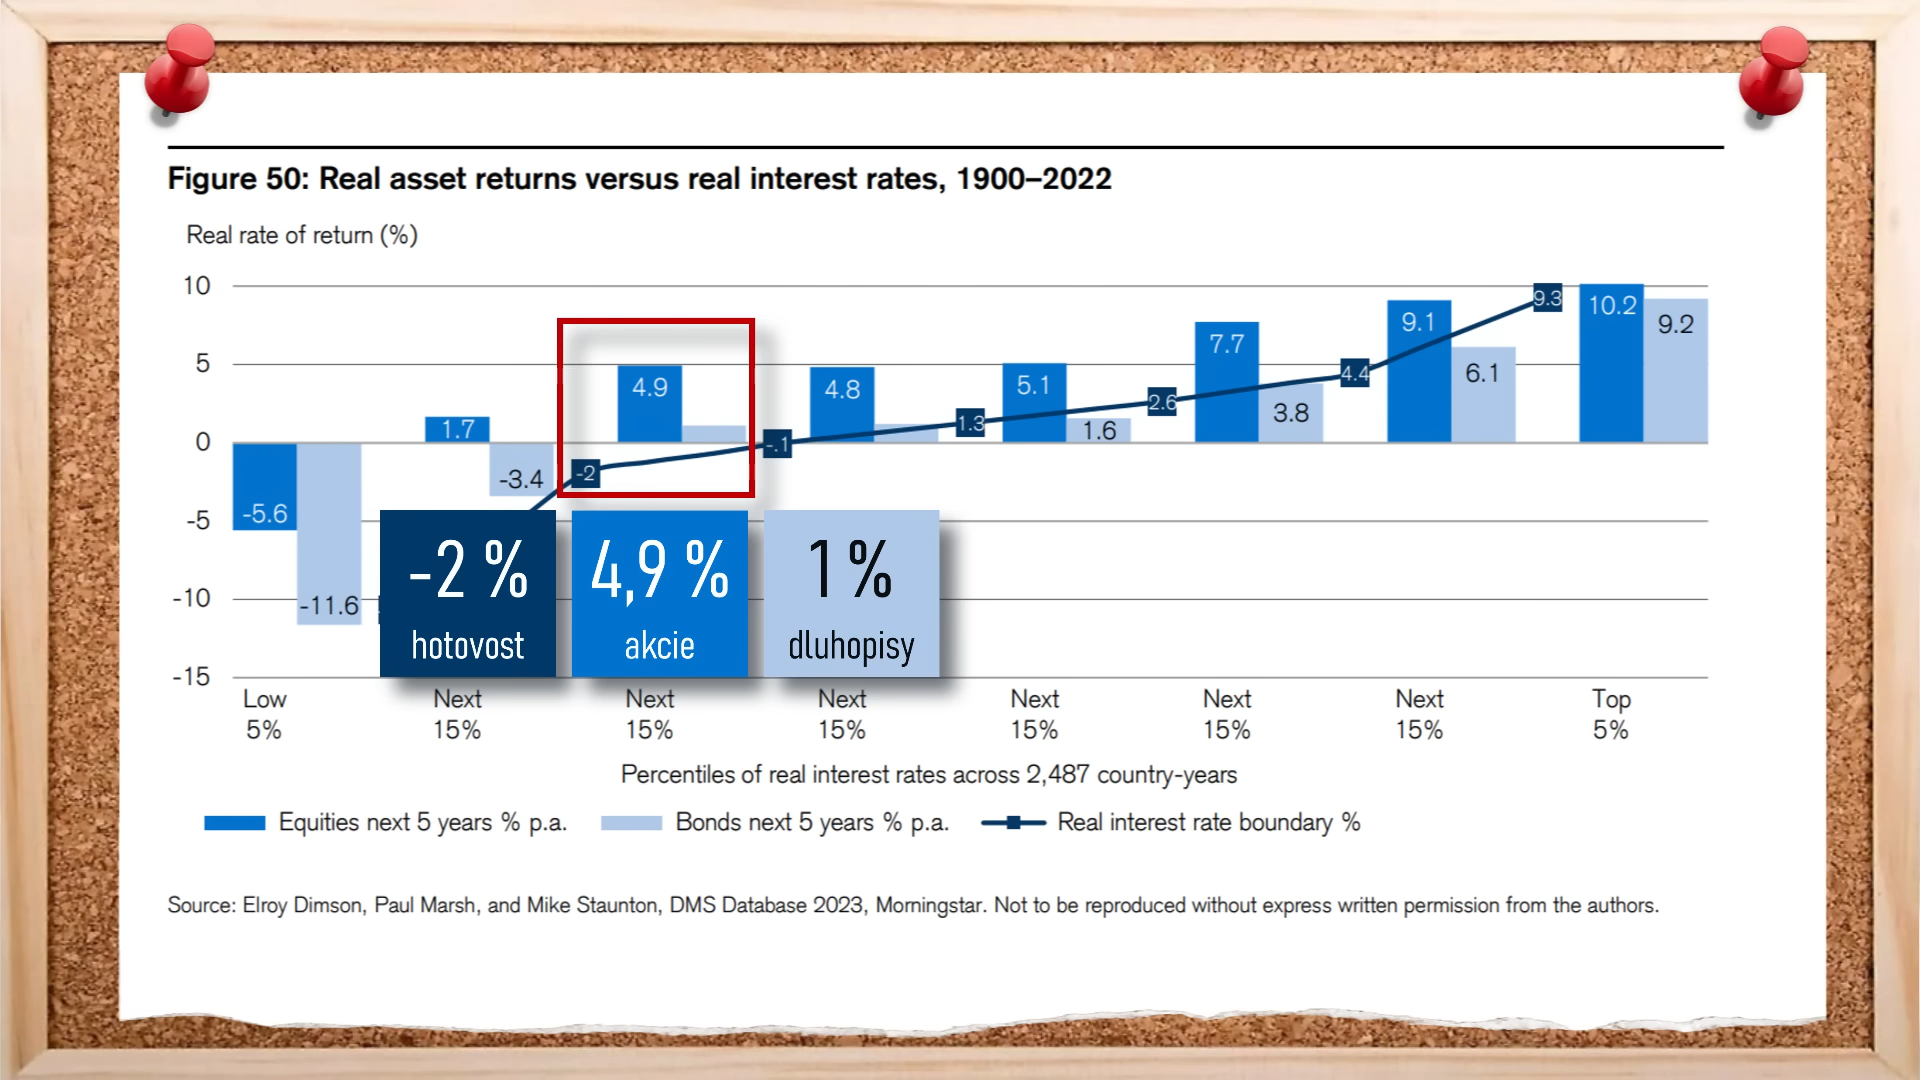 Figure 50: Real asset returns versus real interest rates, 1900–2022
Real rate of return (%)
10
5
0
-5
-10
-15
-5.6
-11.6
1.7
-3.4
-2
4.9
-.1
4.8
1.3
5.1
1.6
2.6
7.7
3.8
4.4
9.1
6.1
9.3
10.2
9.2
-2 %
hotovost
4,9 %
akcie
1 %
dluhopisy
Low
5%
Next
15%
Next
15%
Next
15%
Next
15%
Next
15%
Next
15%
Top
5%
Percentiles of real interest rates across 2,487 country-years
Equities next 5 years % p.a.
Bonds next 5 years % p.a.
Real interest rate boundary %
Source: Elroy Dimson, Paul Marsh, and Mike Staunton, DMS Database 2023, Morningstar. Not to be reproduced without express written permission from the authors.